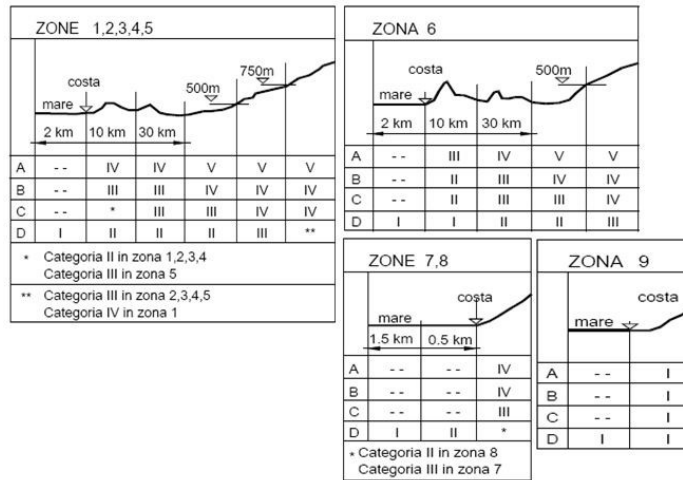 ZONE 1,2,3,4,5
costa
mare
500m
750m
2 km 10 km 30 km
A -- IV IV V V V
B -- III III IV IV IV
C -- * III III IV IV
D I II II II III **
* Categoria II in zona 1,2,3,4
Categoria III in zona 5
** Categoria III in zona 2,3,4,5
Categoria IV in zona 1
ZONA 6
costa
mare
500m
2 km 10 km 30 km
A -- III IV V V
B -- II III IV IV
C -- II III III IV
D I I II II III
ZONE 7,8
costa
mare
1.5 km 0.5 km
A -- -- IV
B -- -- IV
C -- -- III
D I II *
* Categoria II in zona 8
Categoria III in zona 7
ZONA 9
costa
mare
A -- I
B -- I
C -- I
D I I